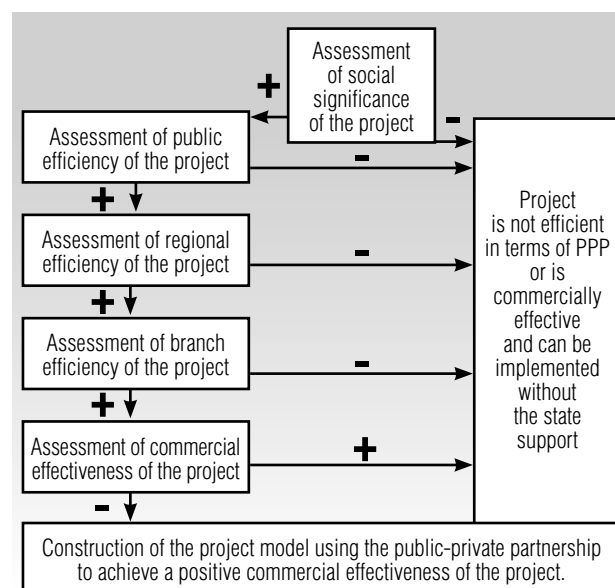 Assessment
of social
significance
of the project
+
-
Assessment of public
efficiency of the project
-
+
Assessment of regional
efficiency of the project
-
+
Assessment of branch
efficiency of the project
-
+
Assessment of commercial
effectiveness of the project
+
-
Project
is not efficient
in terms of PPP
or is
commercially
effective
and can be
implemented
without
the state
support
Construction of the project model using the public-private partnership
to achieve a positive commercial effectiveness of the project.